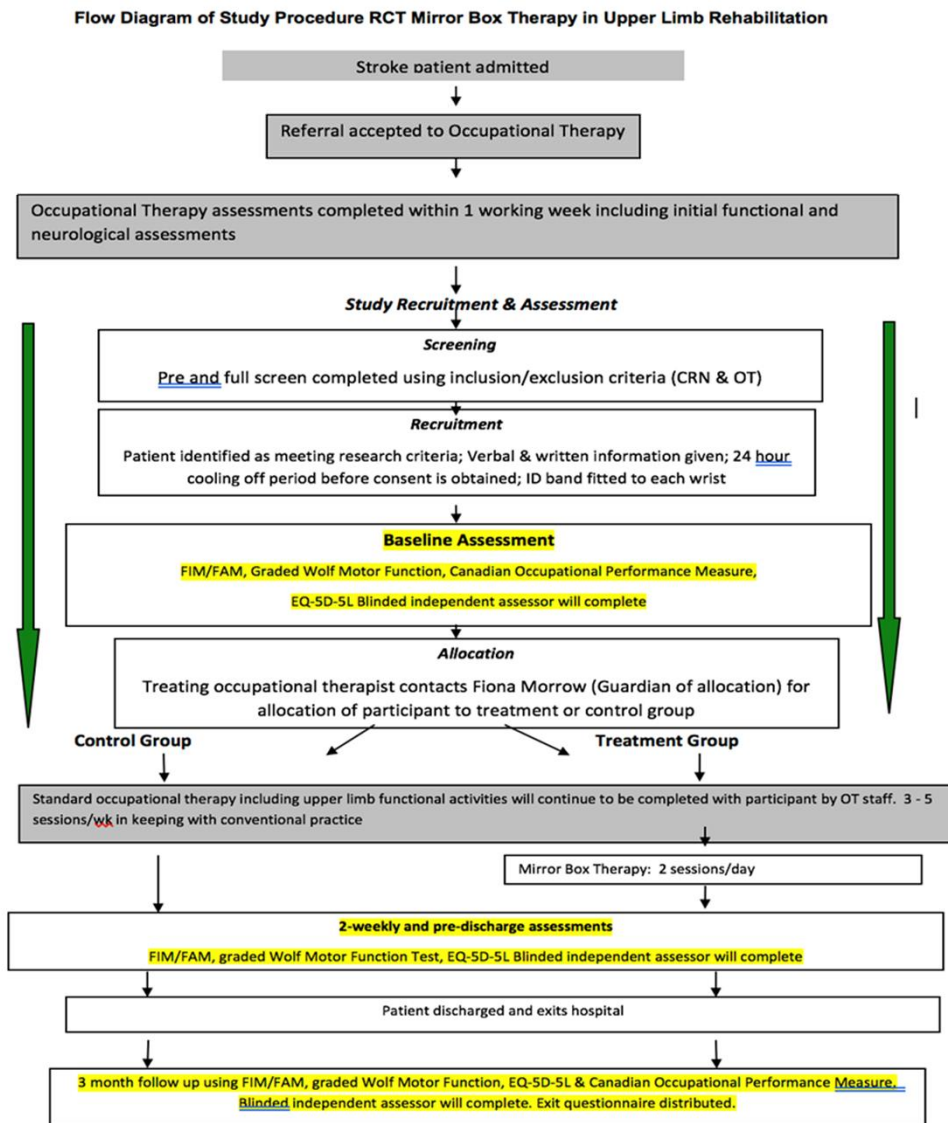 Flow Diagram of Study Procedure RCT Mirror Box Therapy in Upper Limb Rehabilitation
Stroke patient admitted
Referral accepted to Occupational Therapy
Occupational Therapy assessments completed within 1 working week including initial functional and
neurological assessments
Study Recruitment & Assessment
Screening
Pre and full screen completed using inclusion/exclusion criteria (CRN & OT)
Recruitment
Patient identified as meeting research criteria; Verbal & written information given; 24 hour
cooling off period before consent is obtained; ID band fitted to each wrist
Baseline Assessment
FIM/FAM, Graded Wolf Motor Function, Canadian Occupational Performance Measure,
EQ-5D-5L Blinded independent assessor will complete
Allocation
Treating occupational therapist contacts Fiona Morrow (Guardian of allocation) for
allocation of participant to treatment or control group
Control Group
Treatment Group
Standard occupational therapy including upper limb functional activities will continue to be completed with participant by OT staff. 3 - 5
sessions/wk in keeping with conventional practice
Mirror Box Therapy: 2 sessions/day
2-weekly and pre-discharge assessments
FIM/FAM, graded Wolf Motor Function Test, EQ-5D-5L Blinded independent assessor will complete
Patient discharged and exits hospital
3 month follow up using FIM/FAM, graded Wolf Motor Function, EQ-5D-5L & Canadian Occupational Performance Measure.
Blinded independent assessor will complete. Exit questionnaire distributed.